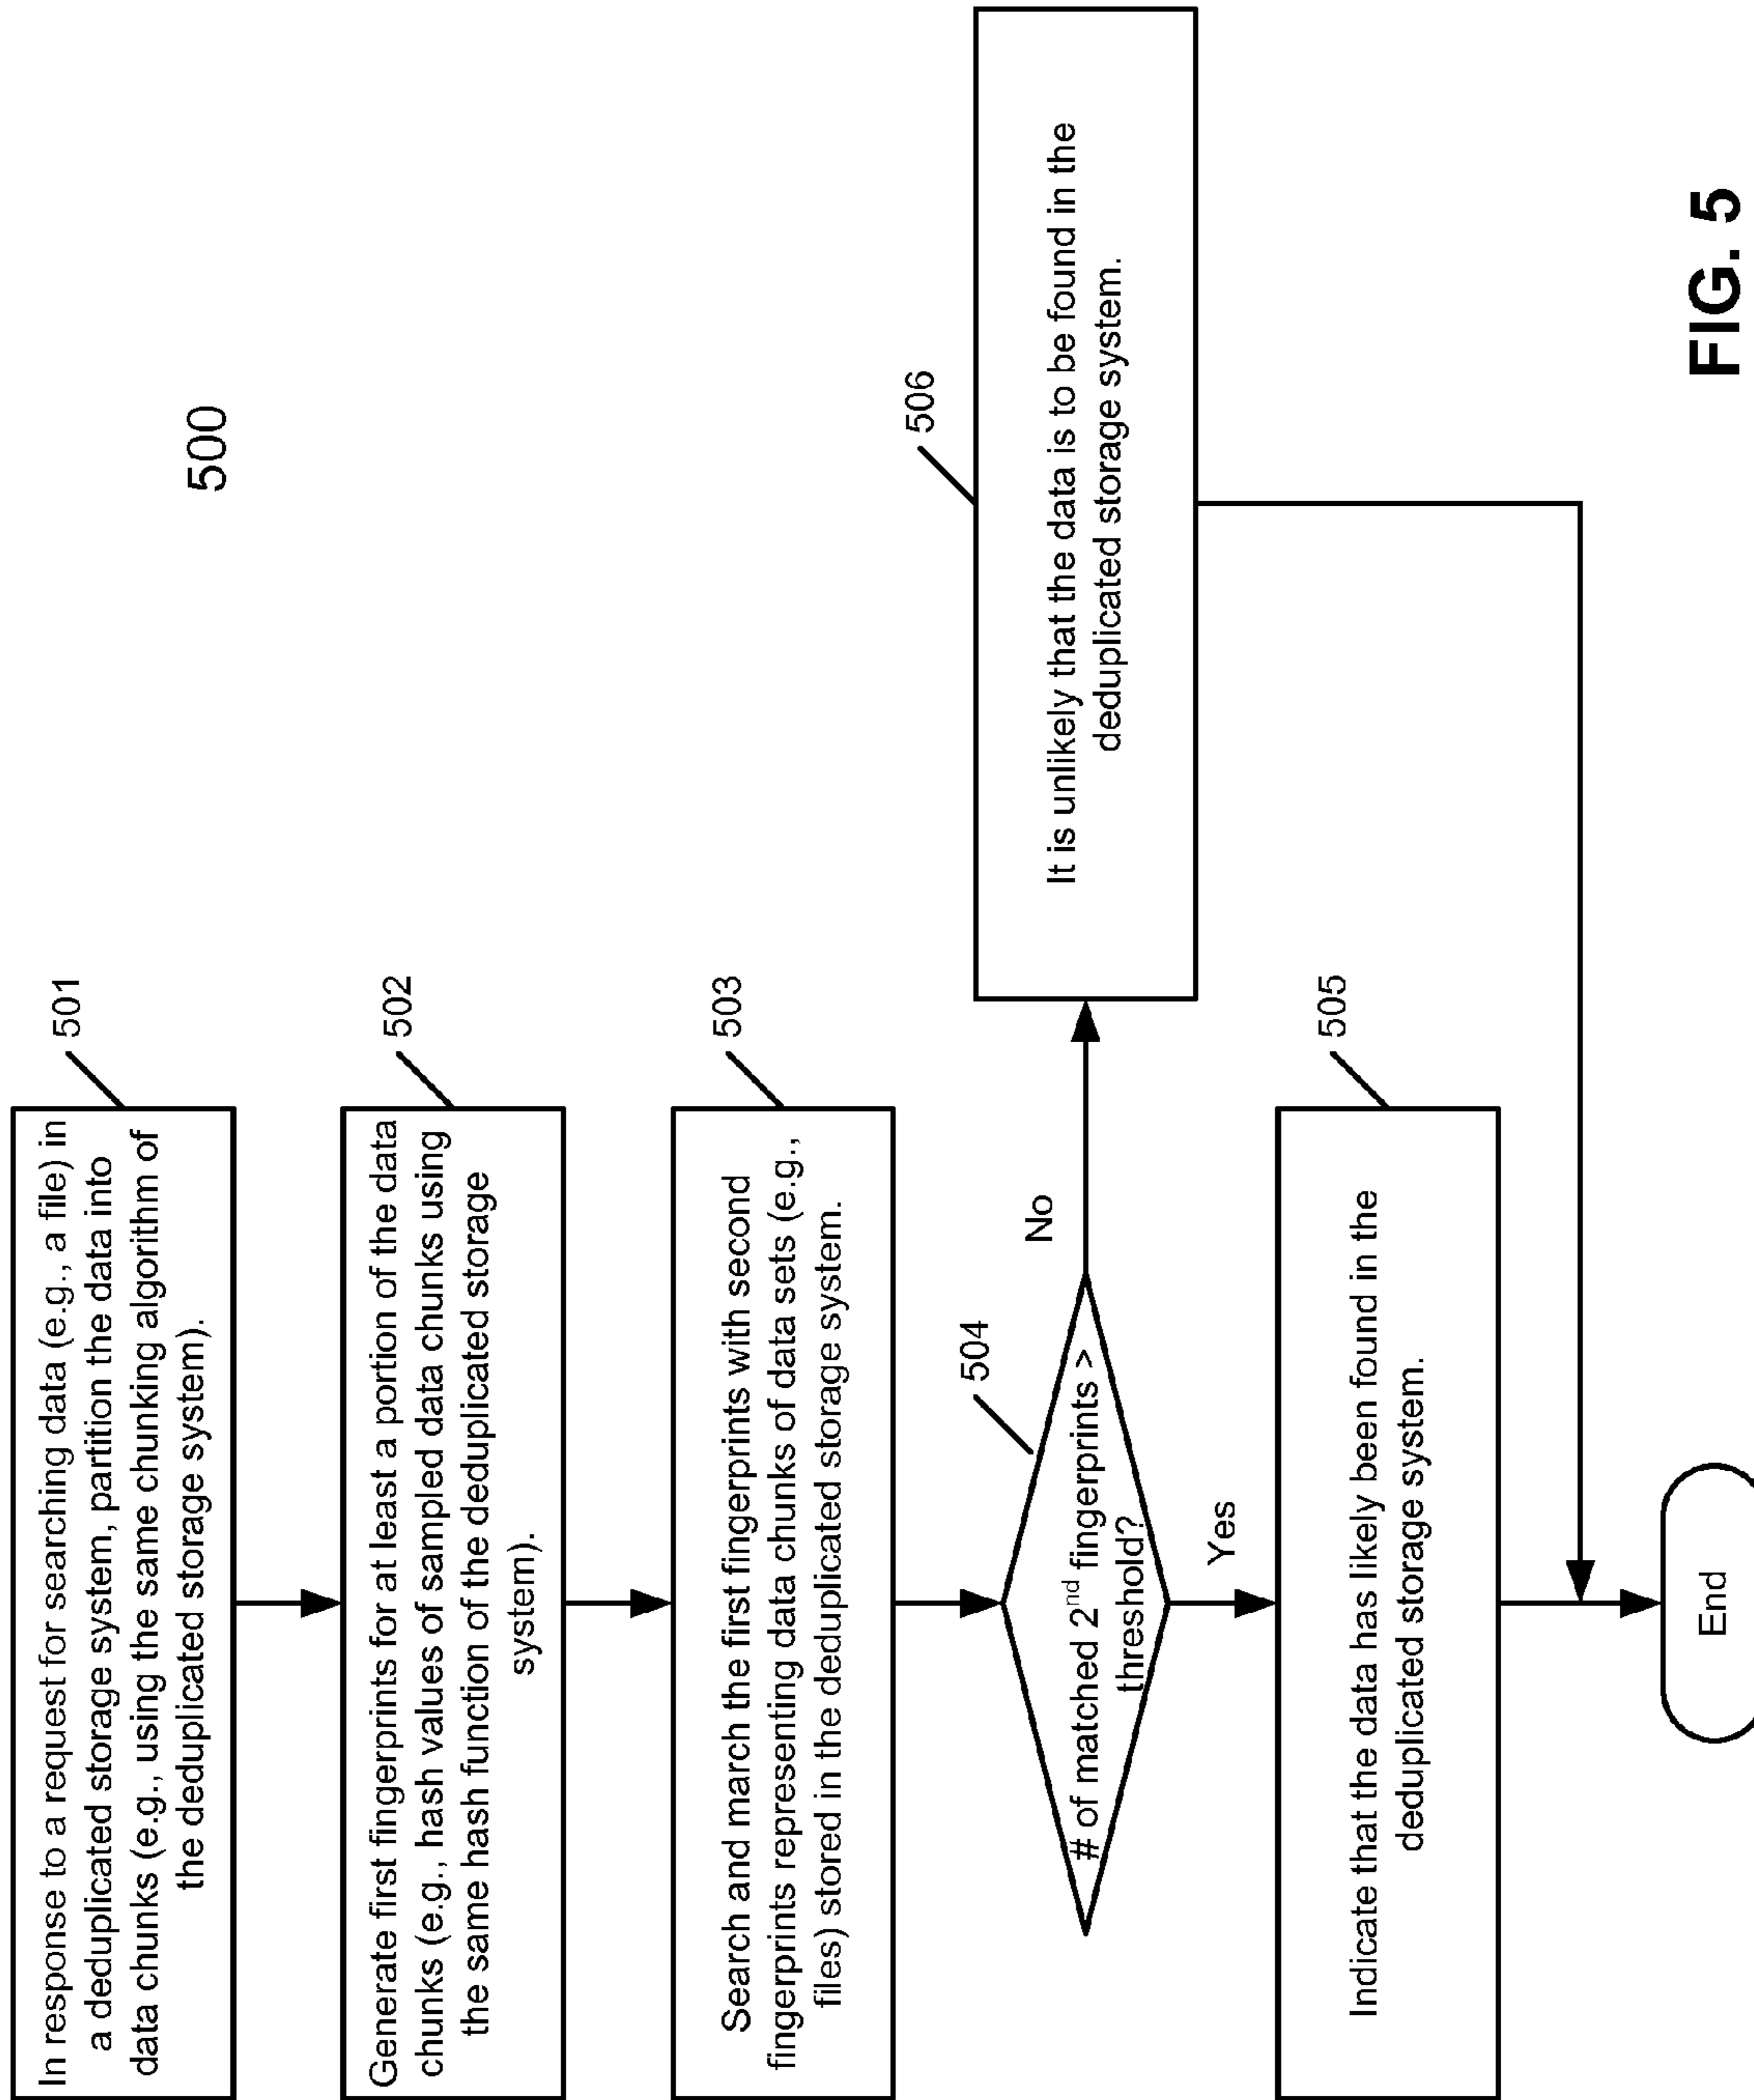 500
In response to a request for searching data (e.g., a file) in
a deduplicated storage system, partition the data into
data chunks (e.g., using the same chunking algorithm of
the deduplicated storage system).
501
Generate first fingerprints for at least a portion of the data
chunks (e.g., hash values of sampled data chunks using
the same hash function of the deduplicated storage
system).
502
Search and march the first fingerprints with second
fingerprints representing data chunks of data sets (e.g.,
files) stored in the deduplicated storage system.
503
# of matched 2nd fingerprints >
threshold?
504
No
Yes
It is unlikely that the data is to be found in the
deduplicated storage system.
506
Indicate that the data has likely been found in the
deduplicated storage system.
505
End
FIG. 5